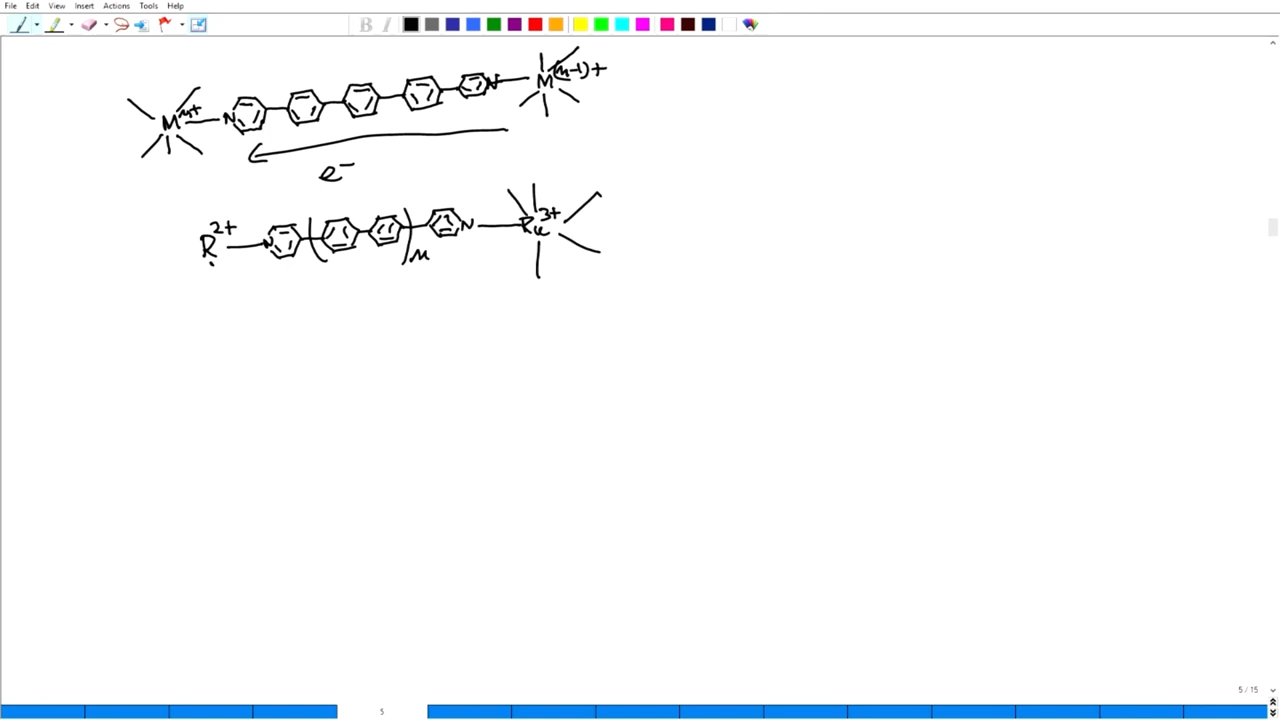 File Edit View Insert Actions Tools Help
B I
M n+ N N M (n-1)+
e⁻
R 2+ N ( ) n N Ru 3+
5 / 15
5